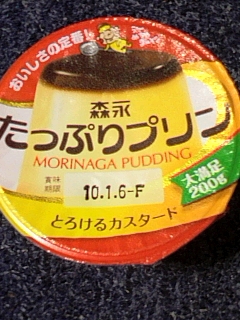 おいしさの定番!
森永
たっぷりプリン
MORINAGA PUDDING
賞味
期限
10.1.6-F
大満足
200g
とろけるカスタード